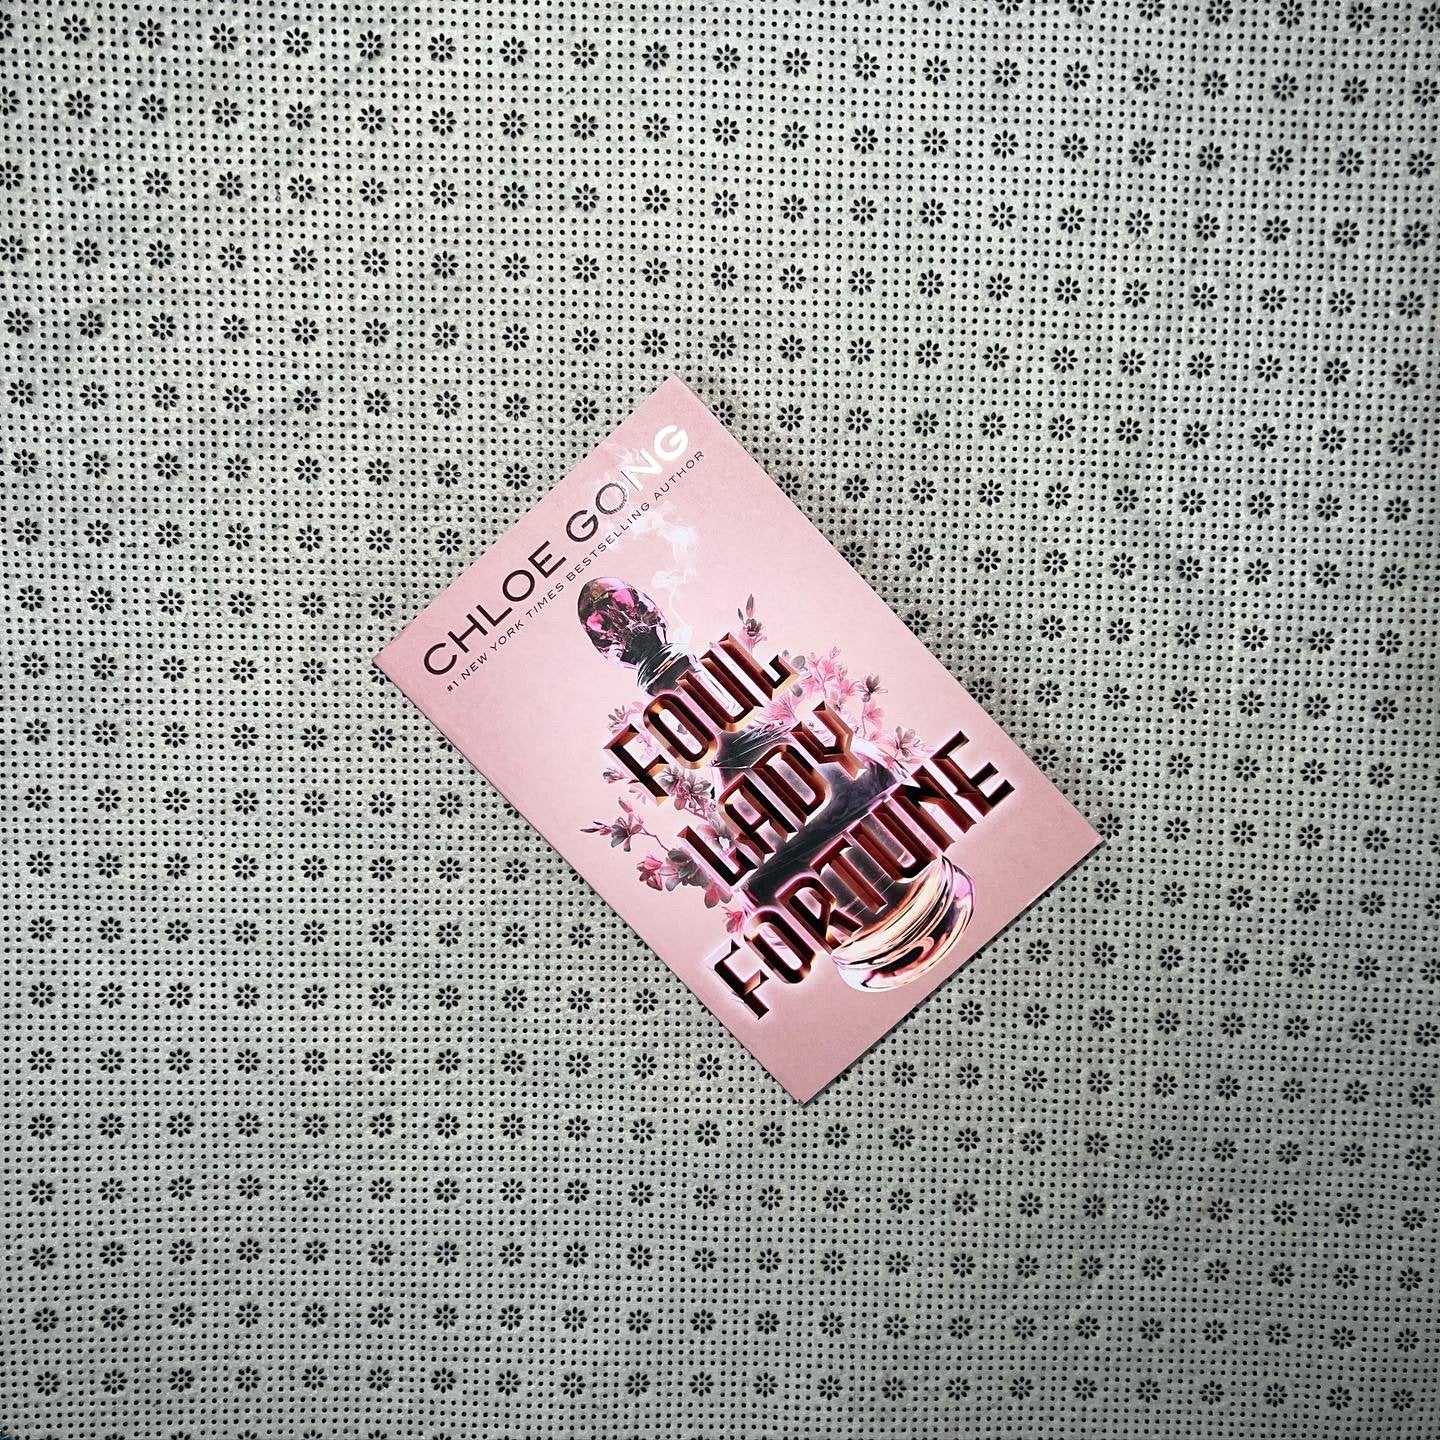 CHLOE GONG
#1 NEW YORK TIMES BESTSELLING AUTHOR
FOUL
LADY
FORTUNE